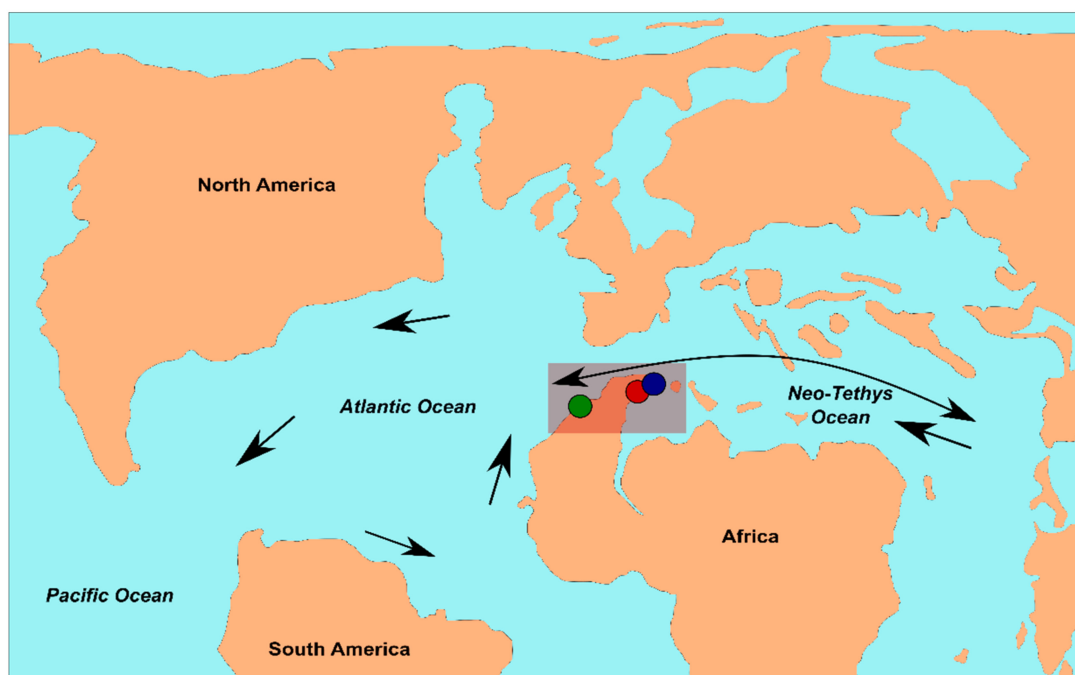 North America
Atlantic Ocean
Neo-Tethys
Ocean
Africa
Pacific Ocean
South America